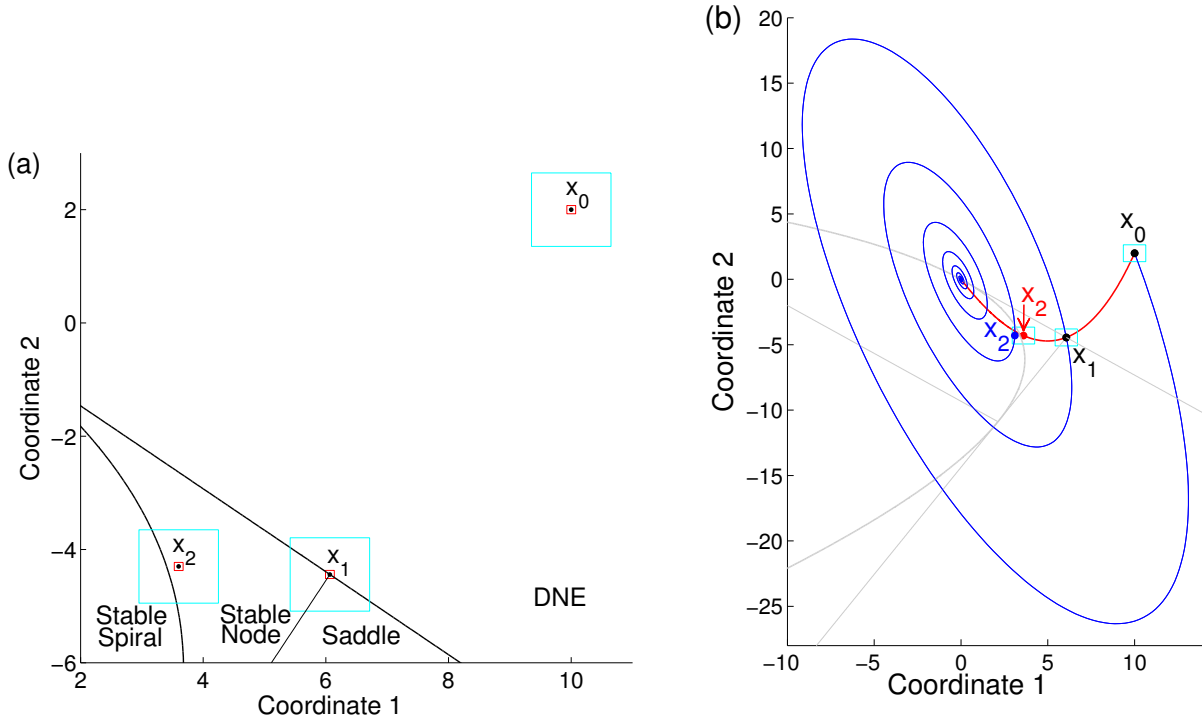 (a)
Coordinate 2
2
0
−2
−4
−6
2
4
6
8
10
Coordinate 1
x0
x1
x2
Stable
Spiral
Stable
Node
Saddle
DNE
(b)
Coordinate 2
20
15
10
5
0
−5
−10
−15
−20
−25
−10
−5
0
5
10
Coordinate 1
x0
x2
x2
x1